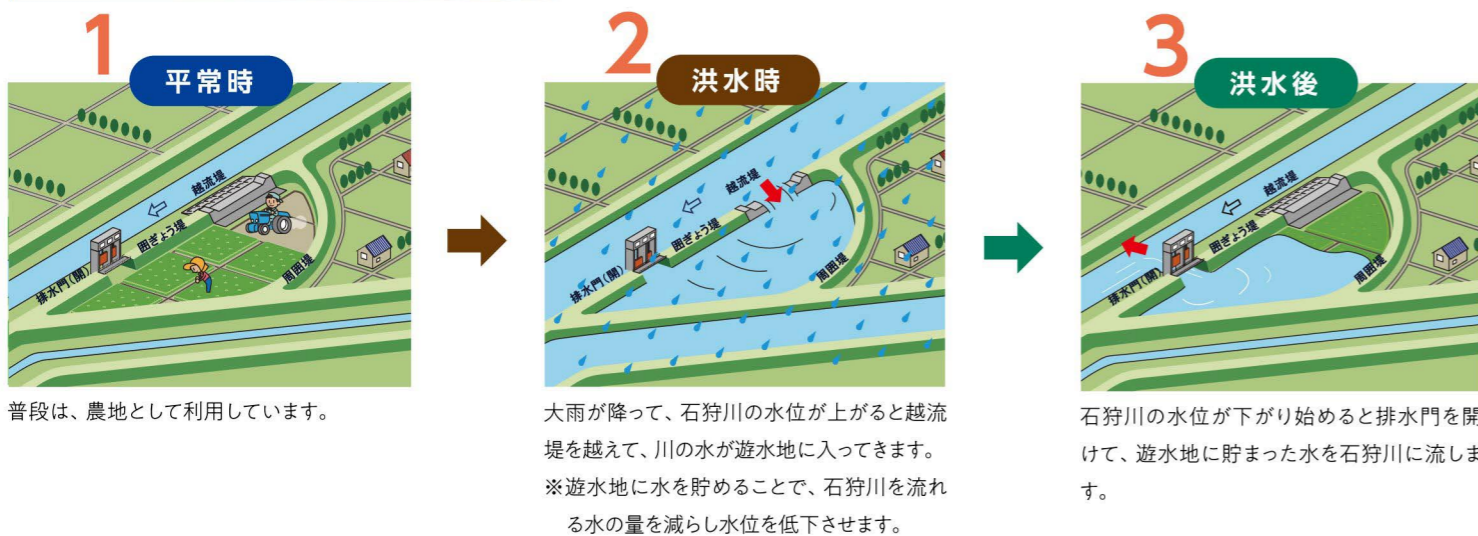 1
平常時
越流堤
囲ぎょう堤
排水門(開)
周囲堤
普段は、農地として利用しています。
2
洪水時
越流堤
囲ぎょう堤
排水門(閉)
周囲堤
大雨が降って、石狩川の水位が上がると越流
堤を越えて、川の水が遊水地に入ってきます。
※遊水地に水を貯めることで、石狩川を流れ
る水の量を減らし水位を低下させます。
3
洪水後
越流堤
囲ぎょう堤
排水門(開)
周囲堤
石狩川の水位が下がり始めると排水門を開
けて、遊水地に貯まった水を石狩川に流しま
す。